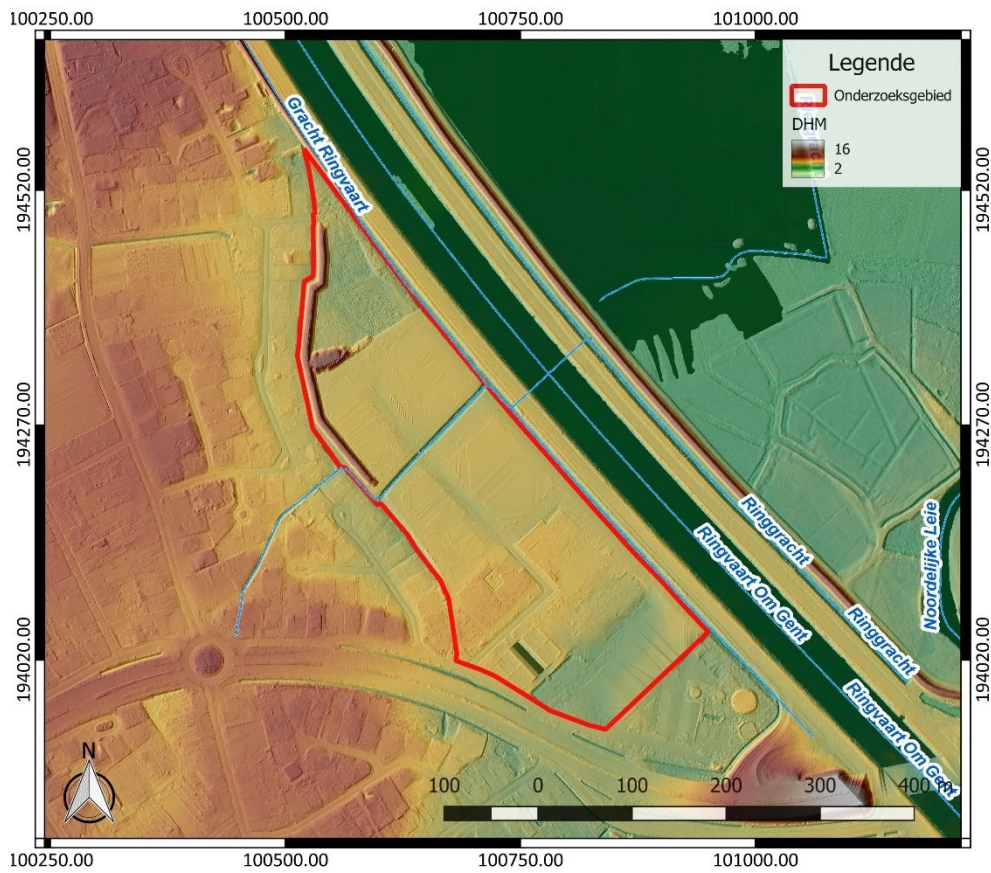 100250.00 100500.00 100750.00 101000.00
Legende
Onderzoeksgebied
DHM
16
2
Gracht Ringvaart
194520.00 194520.00
194270.00 194270.00
194020.00 194020.00
Ringgracht
Noordelijke Leie
Ringvaart Om Gent
Ringgracht
Ringvaart Om Gent
N
100 0 100 200 300 400 m
100250.00 100500.00 100750.00 101000.00